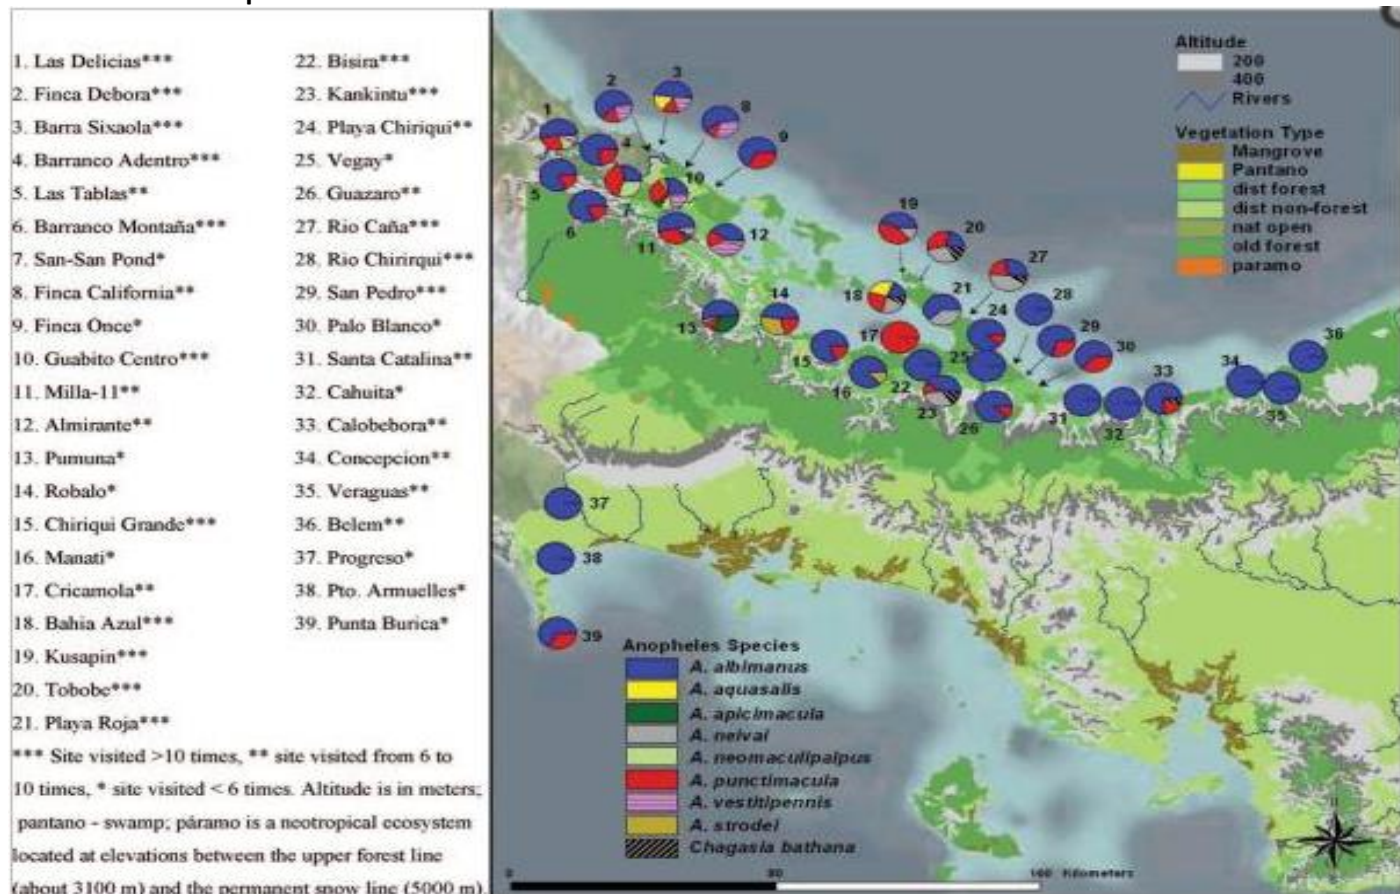 1. Las Delicias***
2. Finca Debora***
3. Barra Sixaola***
4. Barranco Adentro***
5. Las Tablas**
6. Barranco Montaña***
7. San-San Pond*
8. Finca California**
9. Finca Once*
10. Guabito Centro***
11. Milla-11**
12. Almirante**
13. Pumuna*
14. Robalo*
15. Chiriqui Grande***
16. Manati*
17. Cricamola**
18. Bahia Azul***
19. Kusapin***
20. Tobobe***
21. Playa Roja***
22. Bisira***
23. Kankintu***
24. Playa Chiriqui**
25. Vegay*
26. Guazaro**
27. Rio Caña***
28. Rio Chirirqui***
29. San Pedro***
30. Palo Blanco*
31. Santa Catalina**
32. Cahuita*
33. Calobebora**
34. Concepcion**
35. Veraguas**
36. Belem**
37. Progreso*
38. Pto. Armuelles*
39. Punta Burica*
*** Site visited >10 times, ** site visited from 6 to
10 times, * site visited < 6 times. Altitude is in meters;
pantano - swamp; páramo is a neotropical ecosystem
located at elevations between the upper forest line
(about 3100 m) and the permanent snow line (5000 m)
Altitude
200
400
Rivers
Vegetation Type
Mangrove
Pantano
dist forest
dist non-forest
nat open
old forest
paramo
1
2
3
4
5
6
7
8
9
10
11
12
13
14
15
16
17
18
19
20
21
22
23
24
25
26
27
28
29
30
31
32
33
34
35
36
37
38
39
Anopheles Species
A. albimanus
A. aquasalis
A. apicimacula
A. neivai
A. neomaculipalpus
A. punctimacula
A. vestitipennis
A. strodei
Chagasia bathana
0
80
160 Kilometers